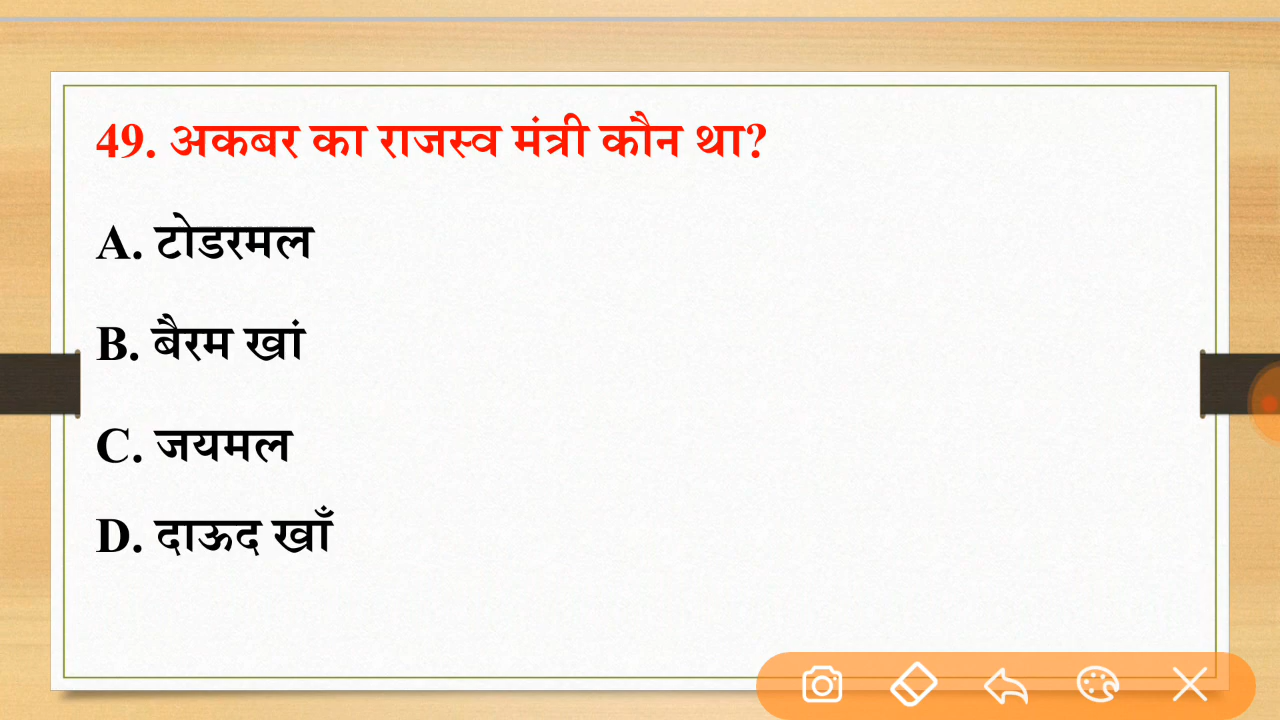 49. अकबर का राजस्व मंत्री कौन था?
A. टोडरमल
B. बैरम खां
C. जयमल
D. दाऊद खाँ